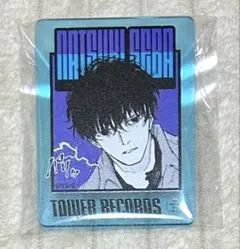 NATSUKI SEBA
TOWER RECORDS